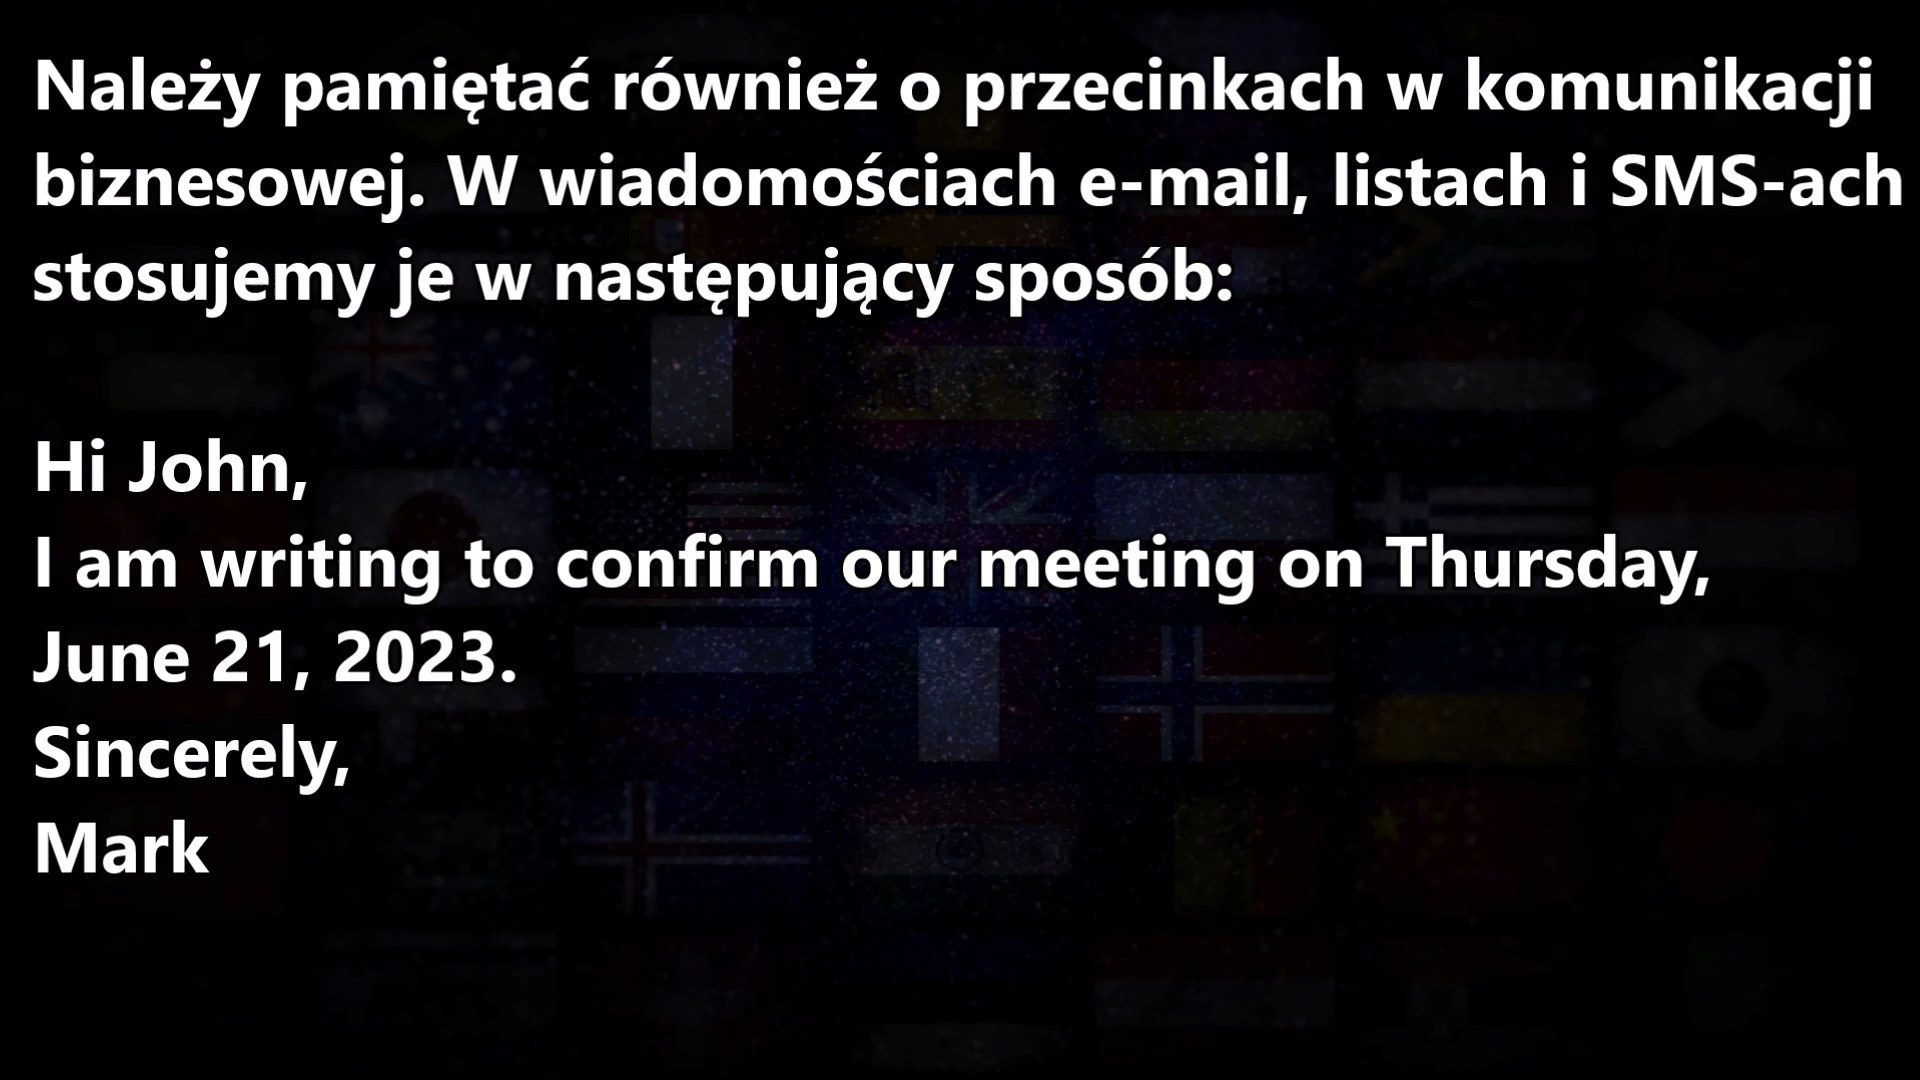 Należy pamiętać również o przecinkach w komunikacji
biznesowej. W wiadomościach e-mail, listach i SMS-ach
stosujemy je w następujący sposób:
Hi John,
I am writing to confirm our meeting on Thursday,
June 21, 2023.
Sincerely,
Mark